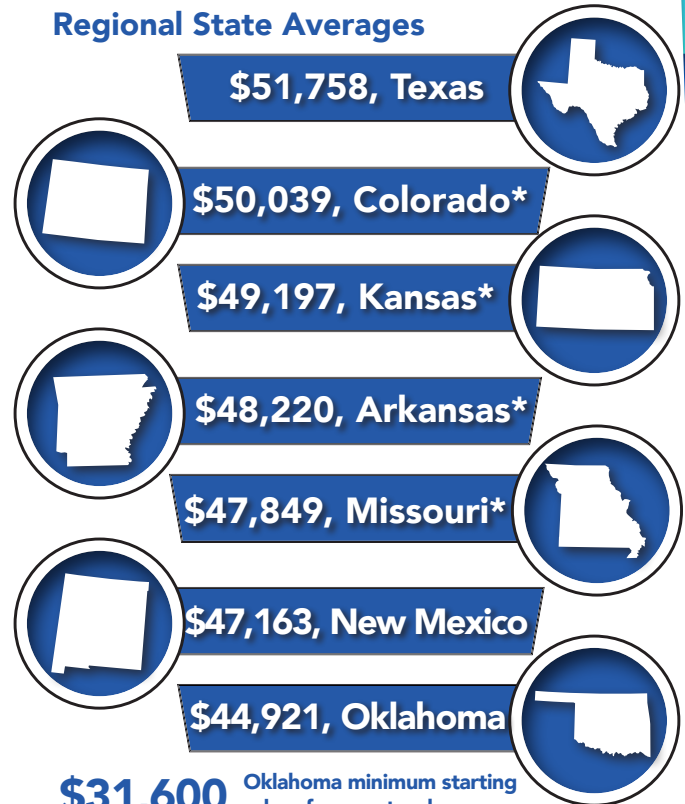 Regional State Averages
$51,758, Texas
$50,039, Colorado*
$49,197, Kansas*
$48,220, Arkansas*
$47,849, Missouri*
$47,163, New Mexico
$44,921, Oklahoma
$31,600 Oklahoma minimum starting